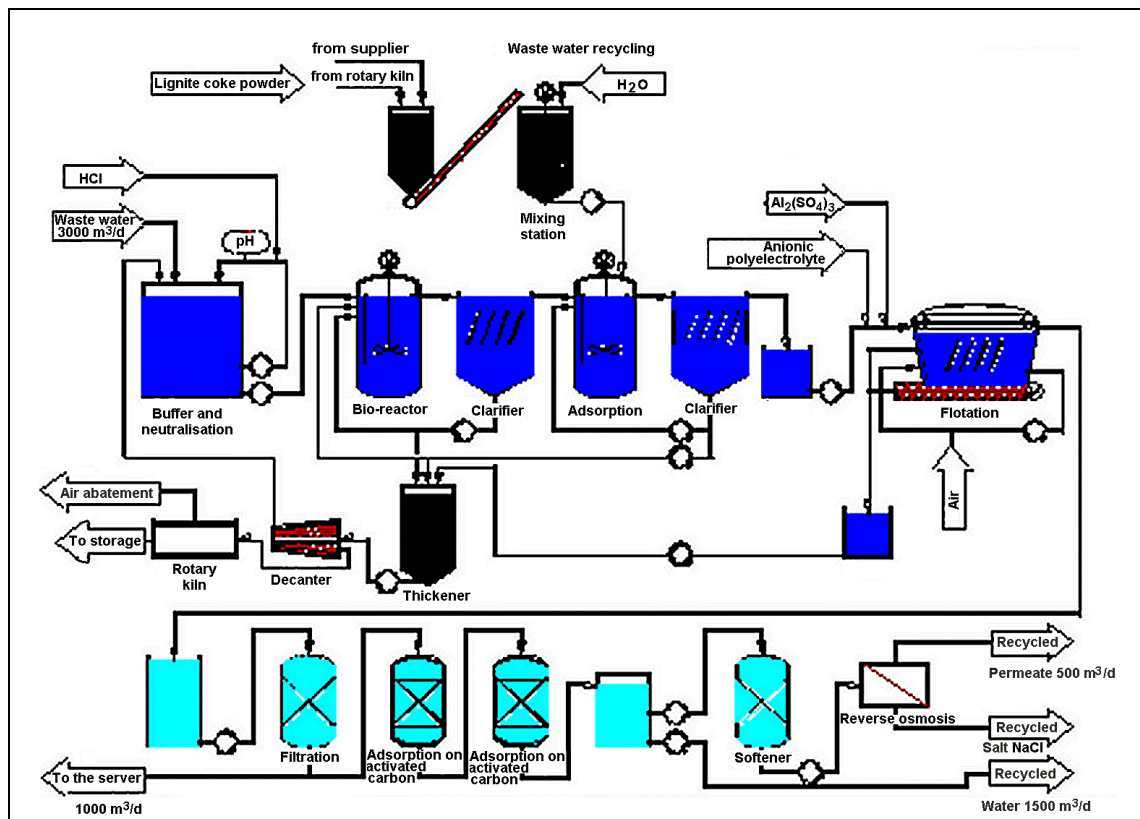 from supplier
from rotary kiln
Lignite coke powder
Waste water recycling
H2O
Mixing
station
HCl
Waste water
3000 m3/d
pH
Al2(SO4)3
Anionic
polyelectrolyte
Buffer and
neutralisation
Bio-reactor
Clarifier
Adsorption
Clarifier
Flotation
Air
Air abatement
To storage
Rotary
kiln
Decanter
Thickener
Filtration
Adsorption on
activated
carbon
Adsorption on
activated
carbon
Softener
Reverse osmosis
Recycled
Permeate 500 m3/d
Recycled
Salt NaCl
Recycled
Water 1500 m3/d
To the server
1000 m3/d